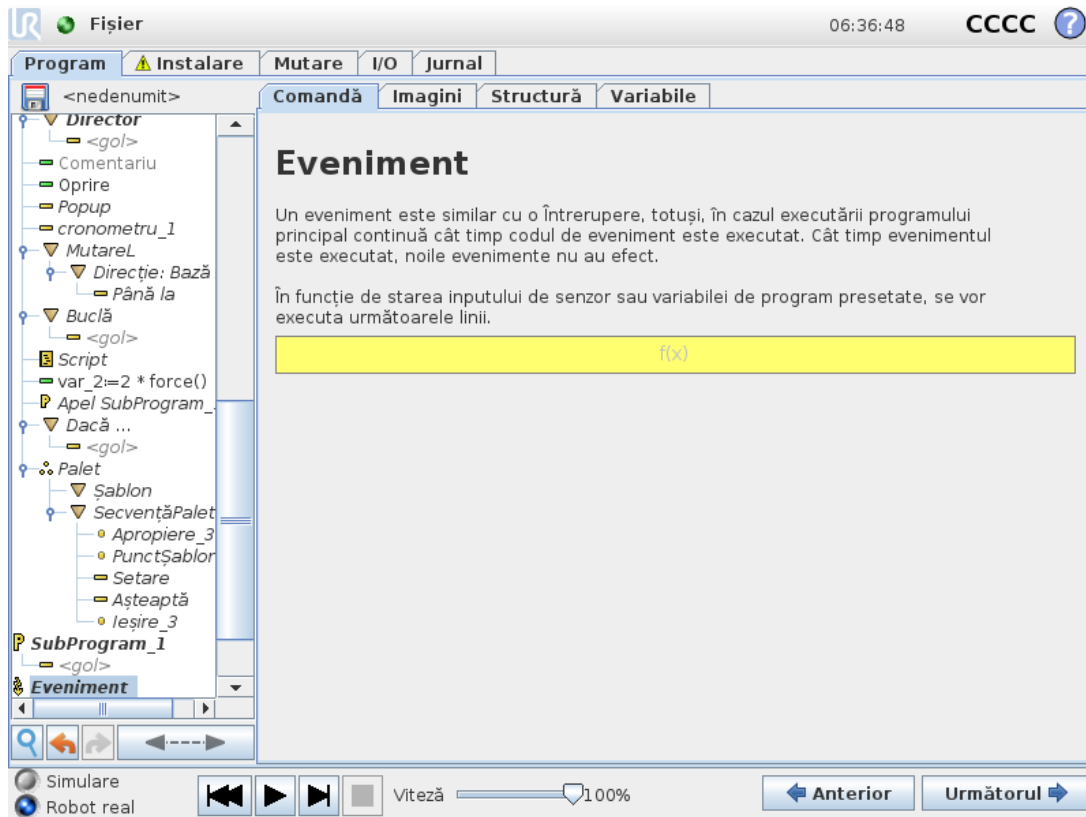 UR
Fișier
06:36:48
CCCC
?
Program
Instalare
Mutare
I/O
Jurnal
<nedenumit>
Comandă
Imagini
Structură
Variabile
Director
<gol>
Comentariu
Oprire
Popup
cronometru_1
MutareL
Direcție: Bază
Până la
Buclă
<gol>
Script
var_2:=2 * force()
Apel SubProgram_
Dacă ...
<gol>
Palet
Șablon
SecvențăPalet
Apropiere_3
PunctȘablon
Setare
Așteaptă
Ieșire_3
SubProgram_1
<gol>
Eveniment
Eveniment
Un eveniment este similar cu o Întrerupere, totuși, în cazul executării programului
principal continuă cât timp codul de eveniment este executat. Cât timp evenimentul
este executat, noile evenimente nu au efect.
În funcție de starea inputului de senzor sau variabilei de program presetate, se vor
executa următoarele linii.
f(x)
Simulare
Robot real
Viteză
100%
Anterior
Următorul